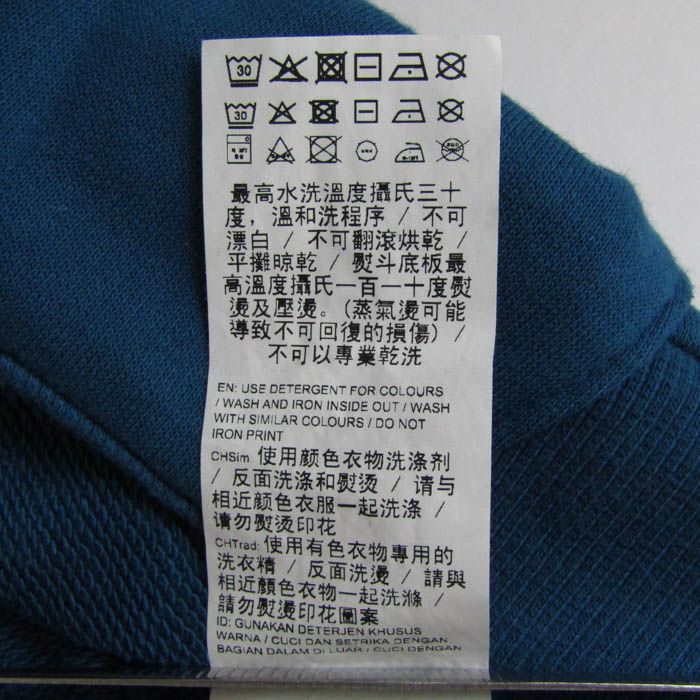 30
30
最高水洗溫度攝氏三十
度，溫和洗程序 / 不可
漂白 / 不可翻滾烘乾 /
平攤晾乾 / 熨斗底板最
高溫度攝氏一百一十度熨
燙及壓燙。(蒸氣燙可能
導致不可回復的損傷) /
不可以專業乾洗
EN: USE DETERGENT FOR COLOURS
/ WASH AND IRON INSIDE OUT / WASH
WITH SIMILAR COLOURS / DO NOT
IRON PRINT
CHSim 使用颜色衣物洗涤剂
/ 反面洗涤和熨烫 / 请与
相近颜色衣服一起洗涤 /
请勿熨烫印花
CHTrad: 使用有色衣物專用的
洗衣精 / 反面洗燙 / 請與
相近顏色衣物一起洗滌 /
請勿熨燙印花圖案
ID: GUNAKAN DETERJEN KHUSUS
WARNA / CUCI DAN SETRIKA DENGAN
BAGIAN DALAM DI LUAR / CUCI DENGAN